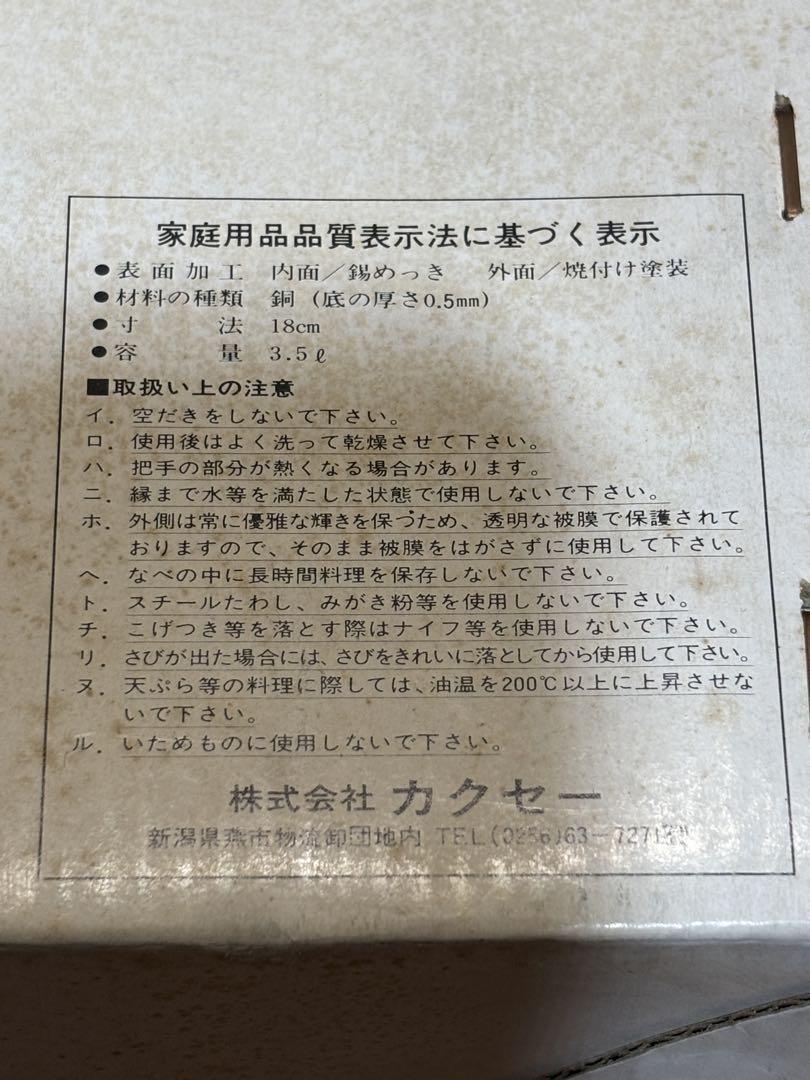 家庭用品品質表示法に基づく表示
●表面加工 内面／錫めっき 外面／焼付け塗装
●材料の種類 銅（底の厚さ0.5mm）
●寸法 18cm
●容量 3.5ℓ
■取扱い上の注意
イ．空だきをしないで下さい。
ロ．使用後はよく洗って乾燥させて下さい。
ハ．把手の部分が熱くなる場合があります。
ニ．縁まで水等を満たした状態で使用しないで下さい。
ホ．外側は常に優雅な輝きを保つため、透明な被膜で保護されて
おりますので、そのまま被膜をはがさずに使用して下さい。
ヘ．なべの中に長時間料理を保存しないで下さい。
ト．スチールたわし、みがき粉等を使用しないで下さい。
チ．こげつき等を落とす際はナイフ等を使用しないで下さい。
リ．さびが出た場合には、さびをきれいに落としてから使用して下さい。
ヌ．天ぷら等の料理に際しては、油温を200℃以上に上昇させな
いで下さい。
ル．いためものに使用しないで下さい。
株式会社 カクセー
新潟県燕市物流卸団地内 TEL(0256)63－